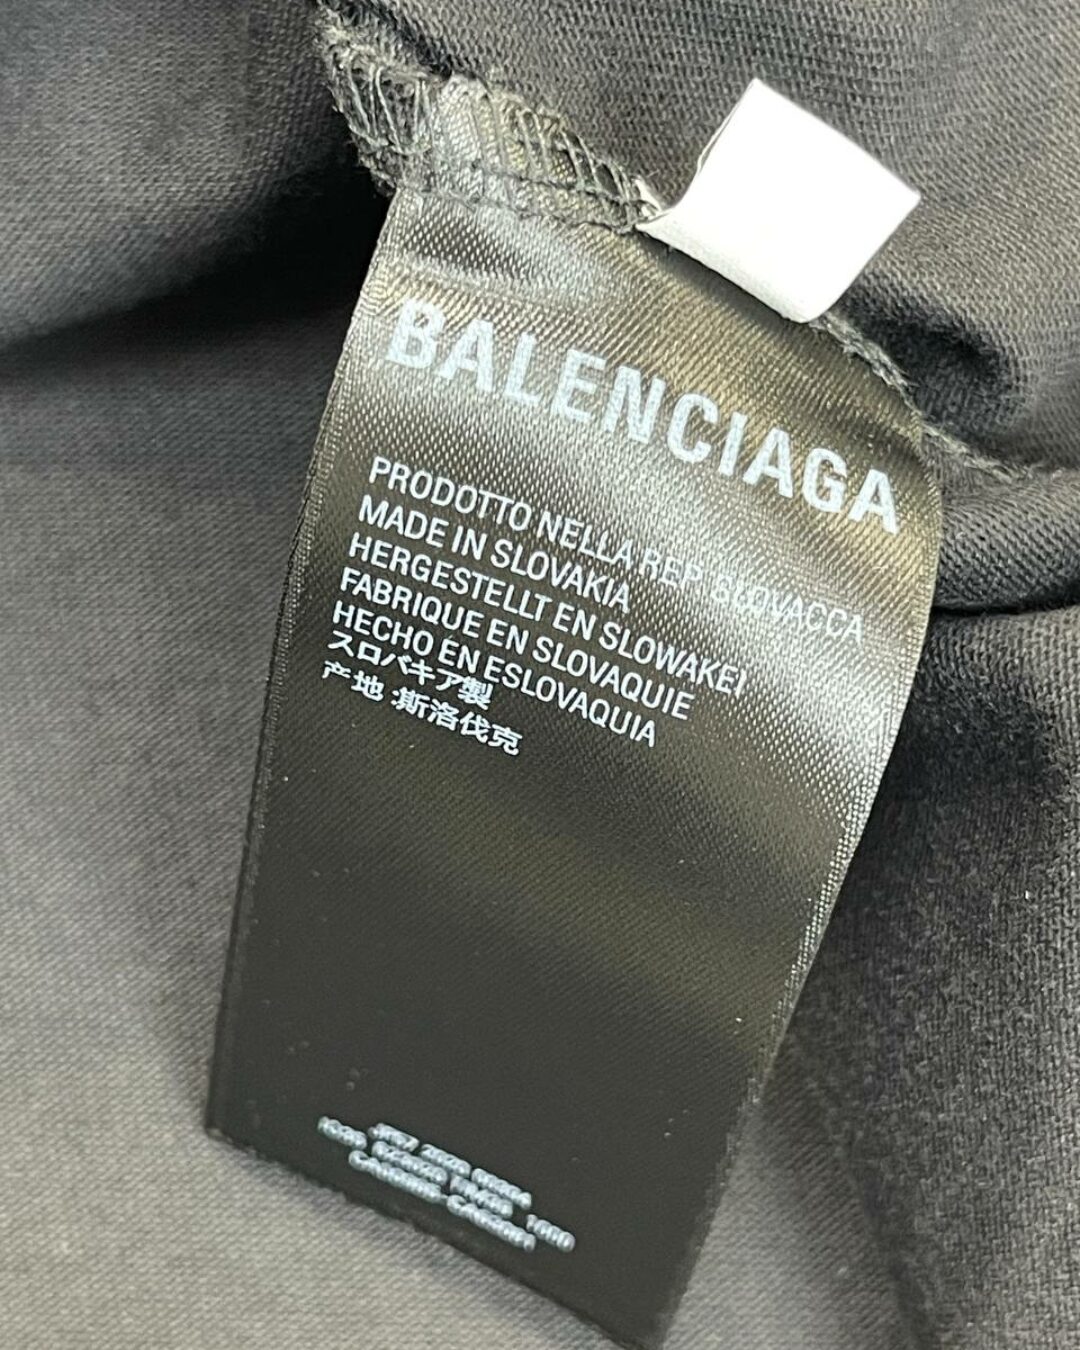 BALENCIAGA
PRODOTTO NELLA REP SLOVACCA
MADE IN SLOVAKIA
HERGESTELLT EN SLOWAKEI
FABRIQUE EN SLOVAQUIE
HECHO EN ESLOVAQUIA
スロバキア製
产地:斯洛伐克